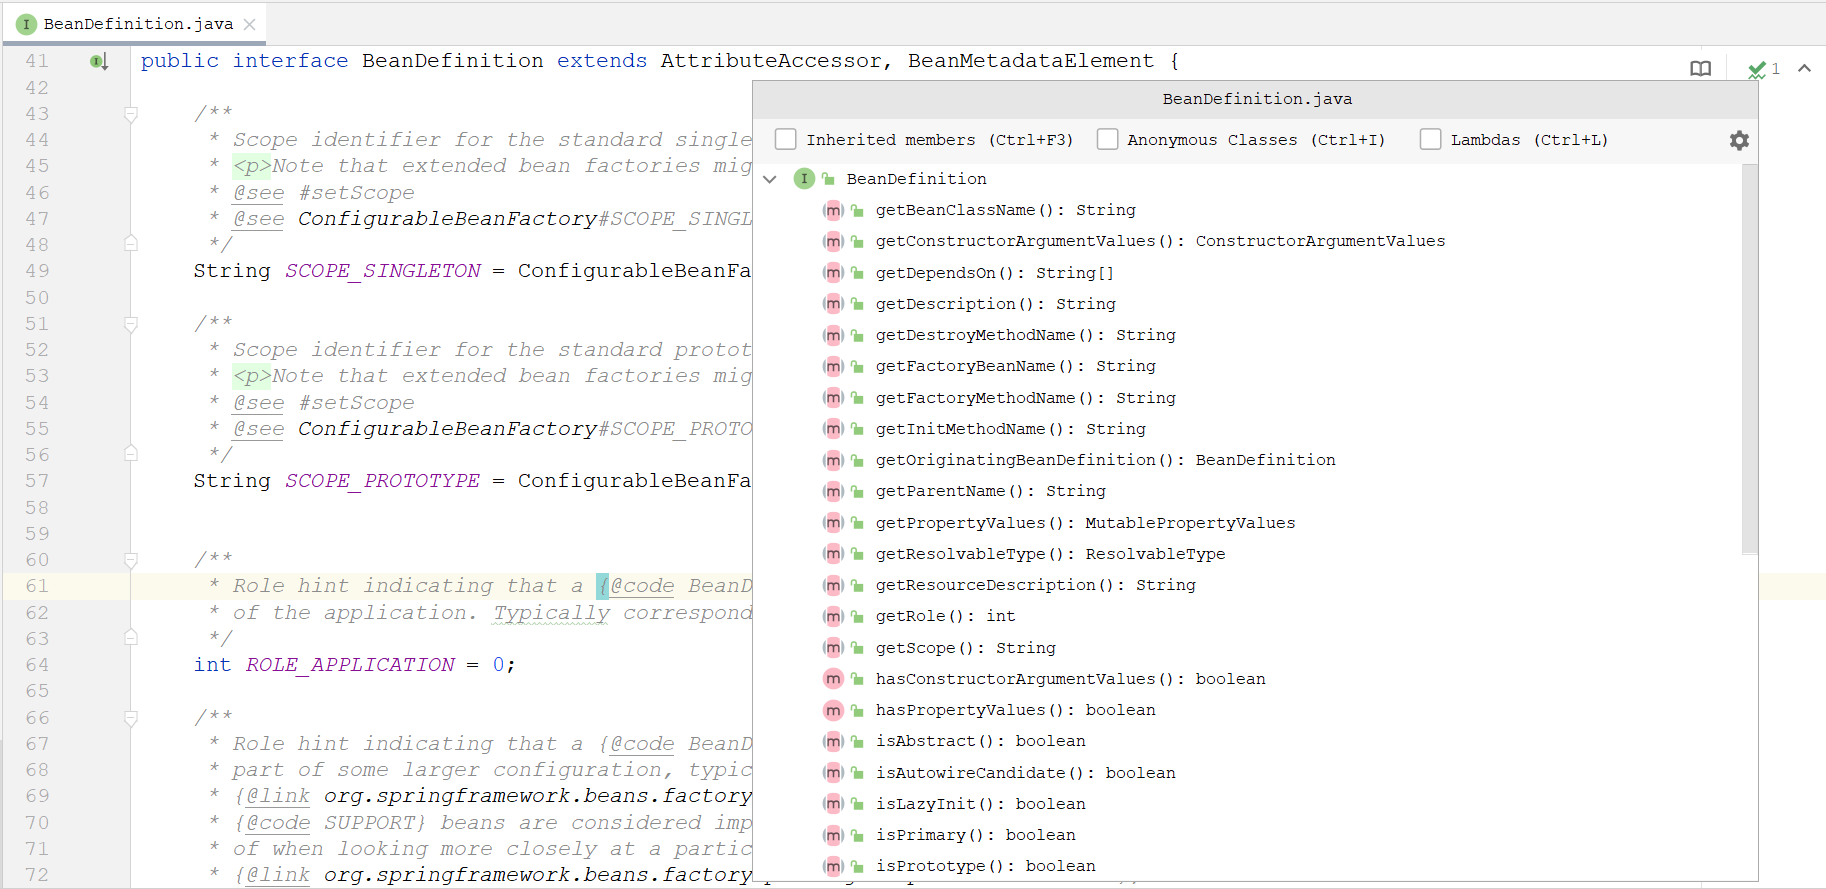 BeanDefinition.java
41 public interface BeanDefinition extends AttributeAccessor, BeanMetadataElement {
1
42
43 /**
44 * Scope identifier for the standard single
45 * <p>Note that extended bean factories mig
46 * @see #setScope
47 * @see ConfigurableBeanFactory#SCOPE_SINGL
48 */
49 String SCOPE_SINGLETON = ConfigurableBeanFa
50
51 /**
52 * Scope identifier for the standard protot
53 * <p>Note that extended bean factories mig
54 * @see #setScope
55 * @see ConfigurableBeanFactory#SCOPE_PROTO
56 */
57 String SCOPE_PROTOTYPE = ConfigurableBeanFa
58
59
60 /**
61 * Role hint indicating that a {@code BeanD
62 * of the application. Typically correspond
63 */
64 int ROLE_APPLICATION = 0;
65
66 /**
67 * Role hint indicating that a {@code BeanD
68 * part of some larger configuration, typic
69 * {@link org.springframework.beans.factory
70 * {@code SUPPORT} beans are considered imp
71 * of when looking more closely at a partic
72 * {@link org.springframework.beans.factory
BeanDefinition.java
Inherited members (Ctrl+F3) Anonymous Classes (Ctrl+I) Lambdas (Ctrl+L)
I BeanDefinition
m getBeanClassName(): String
m getConstructorArgumentValues(): ConstructorArgumentValues
m getDependsOn(): String[]
m getDescription(): String
m getDestroyMethodName(): String
m getFactoryBeanName(): String
m getFactoryMethodName(): String
m getInitMethodName(): String
m getOriginatingBeanDefinition(): BeanDefinition
m getParentName(): String
m getPropertyValues(): MutablePropertyValues
m getResolvableType(): ResolvableType
m getResourceDescription(): String
m getRole(): int
m getScope(): String
m hasConstructorArgumentValues(): boolean
m hasPropertyValues(): boolean
m isAbstract(): boolean
m isAutowireCandidate(): boolean
m isLazyInit(): boolean
m isPrimary(): boolean
m isPrototype(): boolean